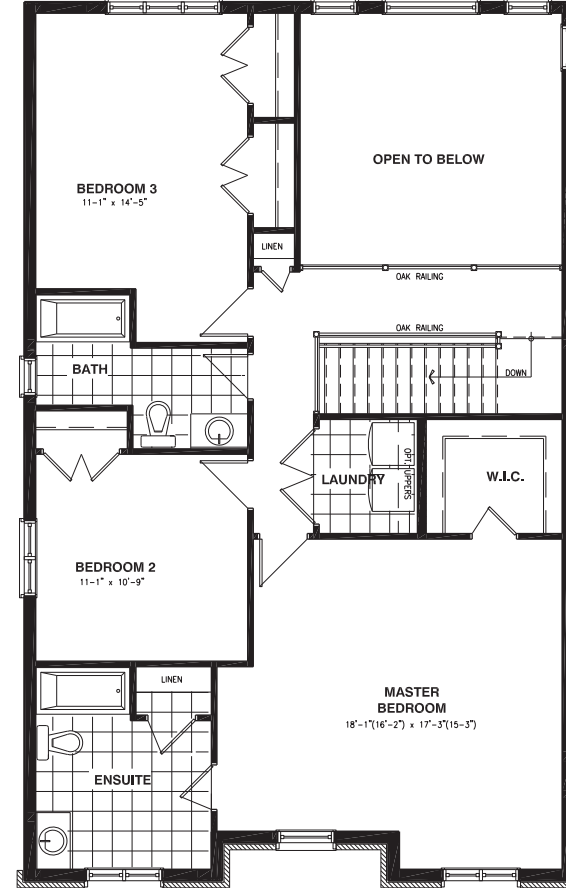 OPEN TO BELOW
BEDROOM 3
11-1" x 14'-5"
LINEN
OAK RAILING
OAK RAILING
BATH
DOWN
LAUNDRY
OPT. UPPERS
W.I.C.
BEDROOM 2
11-1" x 10'-9"
LINEN
MASTER
BEDROOM
18'-1"(16'-2") x 17'-3"(15-3")
ENSUITE